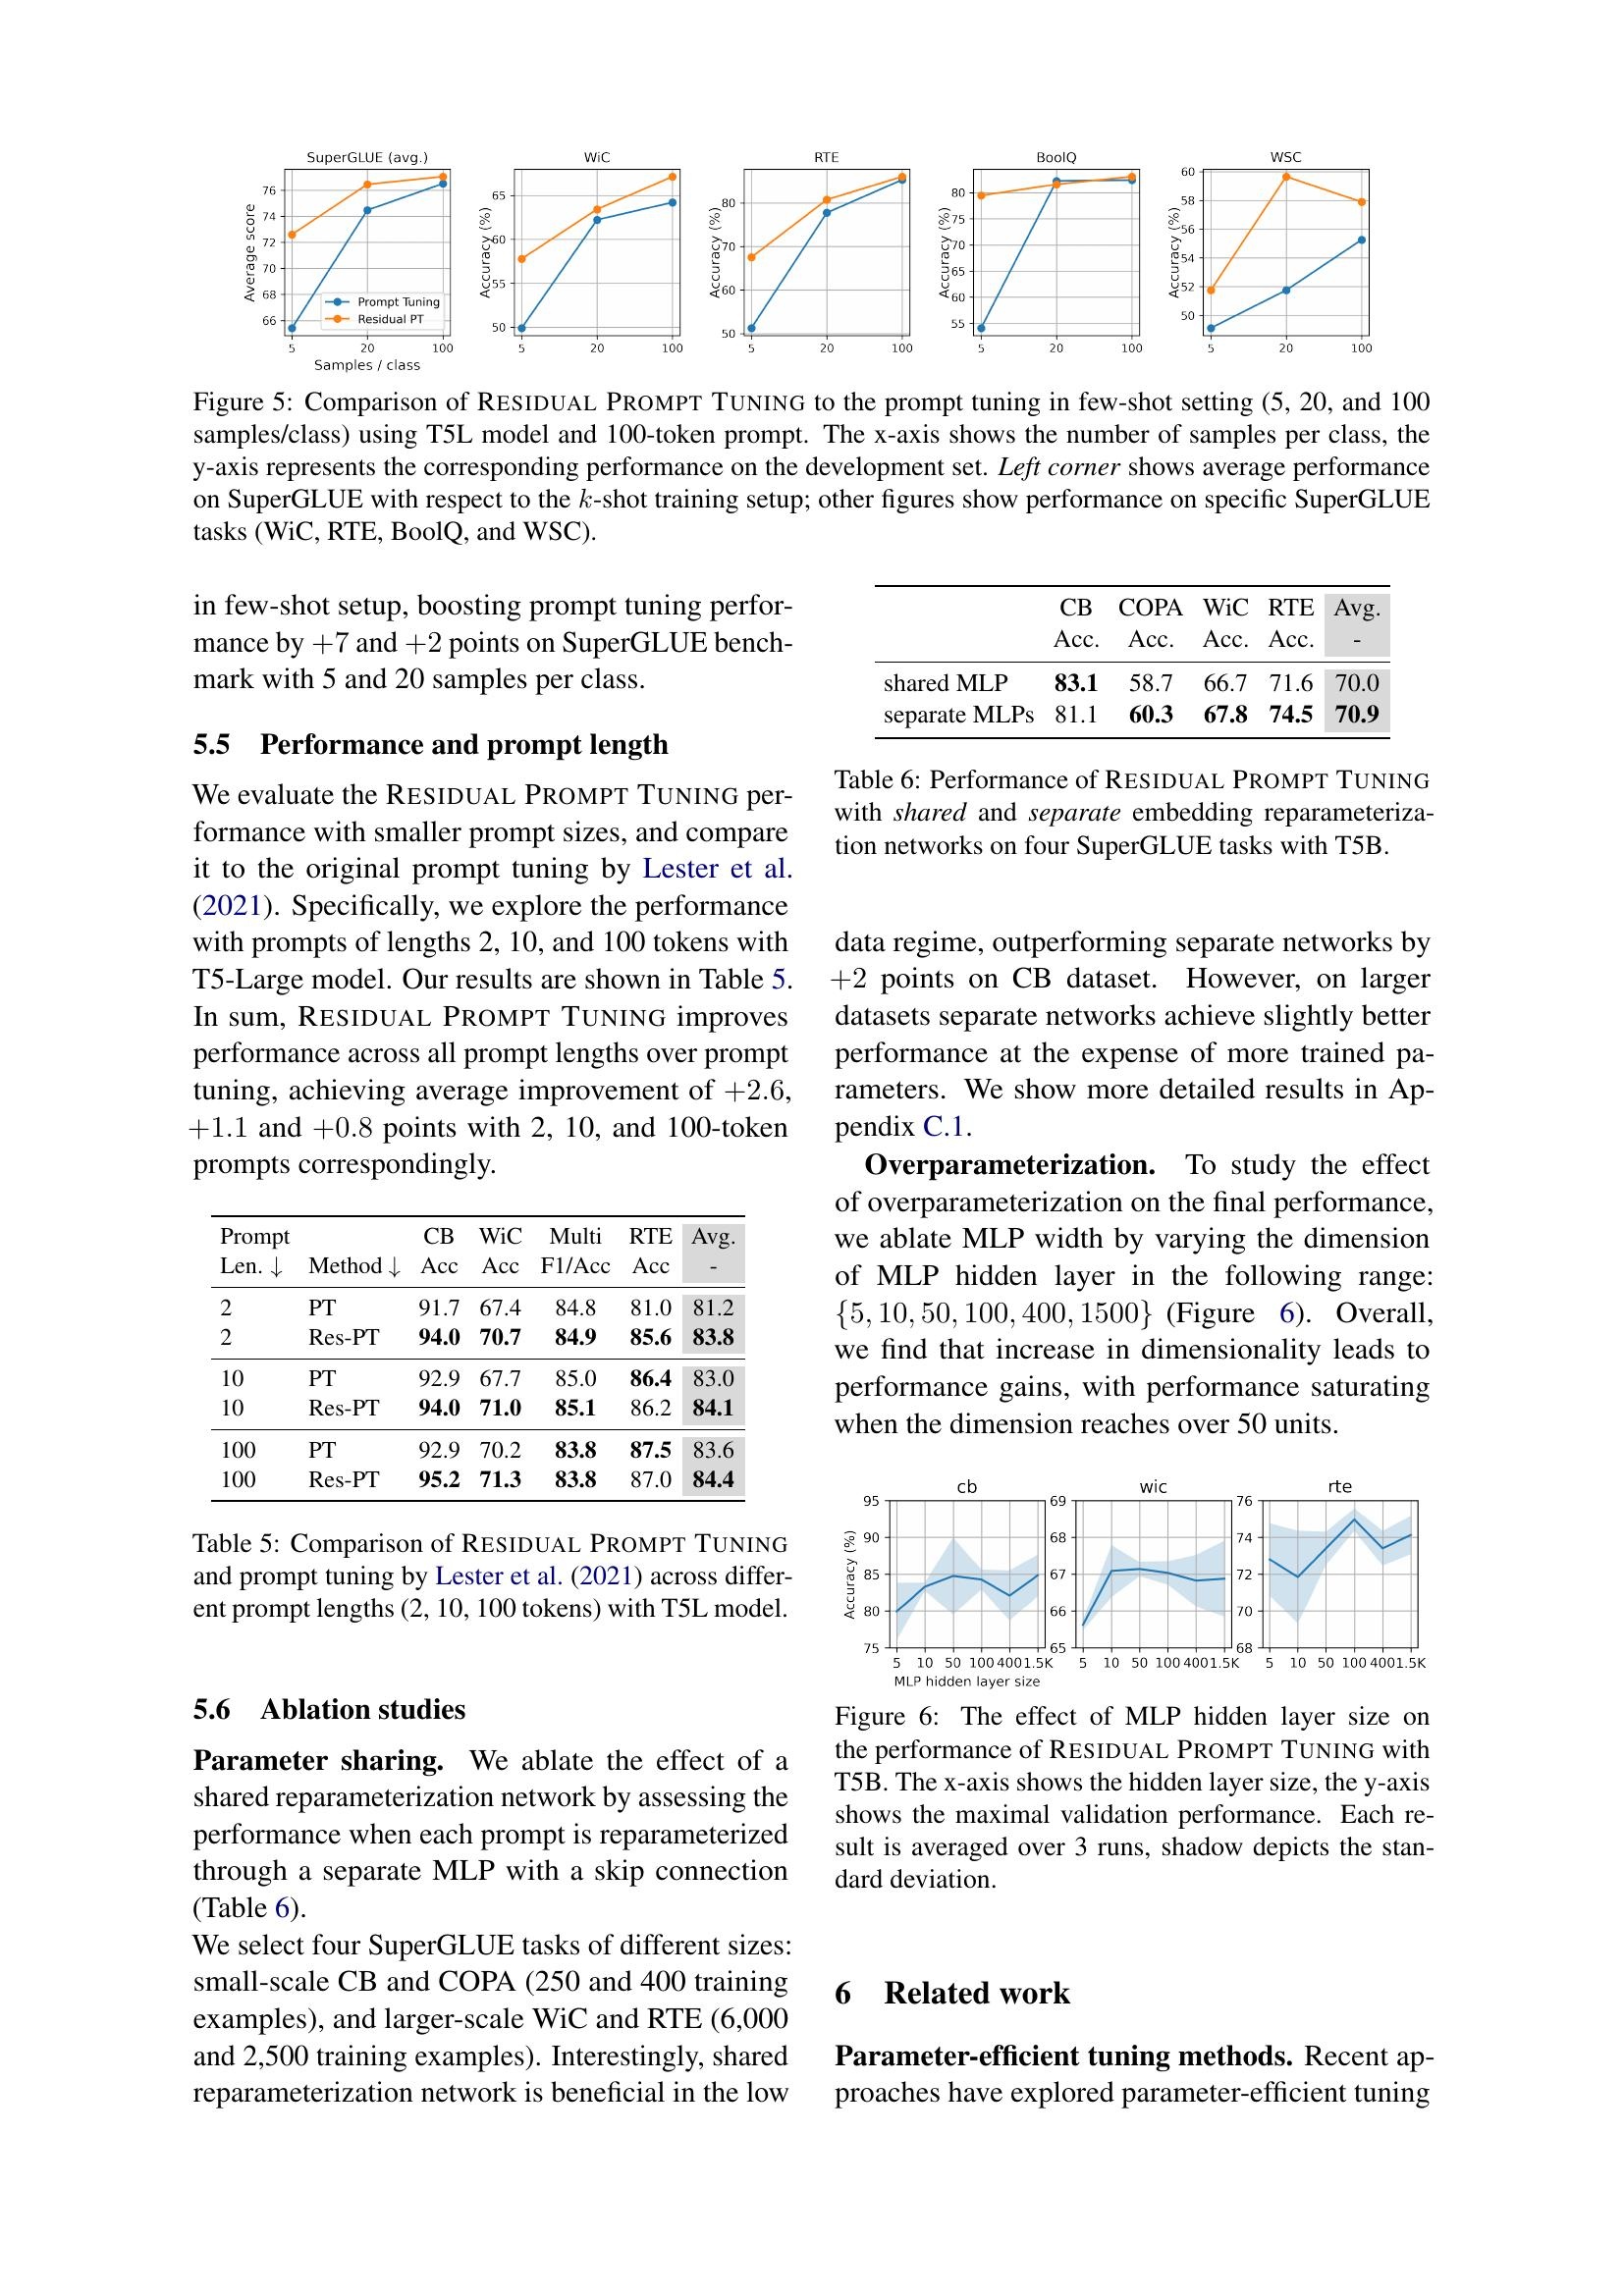 SuperGLUE (avg.)
Average score
76
74
72
70
68
66
Prompt Tuning
Residual PT
5 20 100
Samples / class
WiC
Accuracy (%)
65
60
55
50
5 20 100
RTE
Accuracy (%)
80
70
60
50
5 20 100
BoolQ
Accuracy (%)
80
75
70
65
60
55
5 20 100
WSC
Accuracy (%)
60
58
56
54
52
50
5 20 100
Figure 5: Comparison of RESIDUAL PROMPT TUNING to the prompt tuning in few-shot setting (5, 20, and 100
samples/class) using T5L model and 100-token prompt. The x-axis shows the number of samples per class, the
y-axis represents the corresponding performance on the development set. Left corner shows average performance
on SuperGLUE with respect to the k-shot training setup; other figures show performance on specific SuperGLUE
tasks (WiC, RTE, BoolQ, and WSC).
in few-shot setup, boosting prompt tuning perfor-
mance by +7 and +2 points on SuperGLUE bench-
mark with 5 and 20 samples per class.
5.5 Performance and prompt length
We evaluate the RESIDUAL PROMPT TUNING per-
formance with smaller prompt sizes, and compare
it to the original prompt tuning by Lester et al.
(2021). Specifically, we explore the performance
with prompts of lengths 2, 10, and 100 tokens with
T5-Large model. Our results are shown in Table 5.
In sum, RESIDUAL PROMPT TUNING improves
performance across all prompt lengths over prompt
tuning, achieving average improvement of +2.6,
+1.1 and +0.8 points with 2, 10, and 100-token
prompts correspondingly.
Prompt CB WiC Multi RTE Avg.
Len. ↓ Method ↓ Acc Acc F1/Acc Acc -
2 PT 91.7 67.4 84.8 81.0 81.2
2 Res-PT 94.0 70.7 84.9 85.6 83.8
10 PT 92.9 67.7 85.0 86.4 83.0
10 Res-PT 94.0 71.0 85.1 86.2 84.1
100 PT 92.9 70.2 83.8 87.5 83.6
100 Res-PT 95.2 71.3 83.8 87.0 84.4
Table 5: Comparison of RESIDUAL PROMPT TUNING
and prompt tuning by Lester et al. (2021) across differ-
ent prompt lengths (2, 10, 100 tokens) with T5L model.
5.6 Ablation studies
Parameter sharing. We ablate the effect of a
shared reparameterization network by assessing the
performance when each prompt is reparameterized
through a separate MLP with a skip connection
(Table 6).
We select four SuperGLUE tasks of different sizes:
small-scale CB and COPA (250 and 400 training
examples), and larger-scale WiC and RTE (6,000
and 2,500 training examples). Interestingly, shared
reparameterization network is beneficial in the low
CB COPA WiC RTE Avg.
Acc. Acc. Acc. Acc. -
shared MLP 83.1 58.7 66.7 71.6 70.0
separate MLPs 81.1 60.3 67.8 74.5 70.9
Table 6: Performance of RESIDUAL PROMPT TUNING
with shared and separate embedding reparameteriza-
tion networks on four SuperGLUE tasks with T5B.
data regime, outperforming separate networks by
+2 points on CB dataset. However, on larger
datasets separate networks achieve slightly better
performance at the expense of more trained pa-
rameters. We show more detailed results in Ap-
pendix C.1.
Overparameterization. To study the effect
of overparameterization on the final performance,
we ablate MLP width by varying the dimension
of MLP hidden layer in the following range:
{5, 10, 50, 100, 400, 1500} (Figure 6). Overall,
we find that increase in dimensionality leads to
performance gains, with performance saturating
when the dimension reaches over 50 units.
cb
Accuracy (%)
95
90
85
80
75
5 10 50 100 400 1.5K
MLP hidden layer size
wic
69
68
67
66
65
5 10 50 100 400 1.5K
rte
76
74
72
70
68
5 10 50 100 400 1.5K
Figure 6: The effect of MLP hidden layer size on
the performance of RESIDUAL PROMPT TUNING with
T5B. The x-axis shows the hidden layer size, the y-axis
shows the maximal validation performance. Each re-
sult is averaged over 3 runs, shadow depicts the stan-
dard deviation.
6 Related work
Parameter-efficient tuning methods. Recent ap-
proaches have explored parameter-efficient tuning